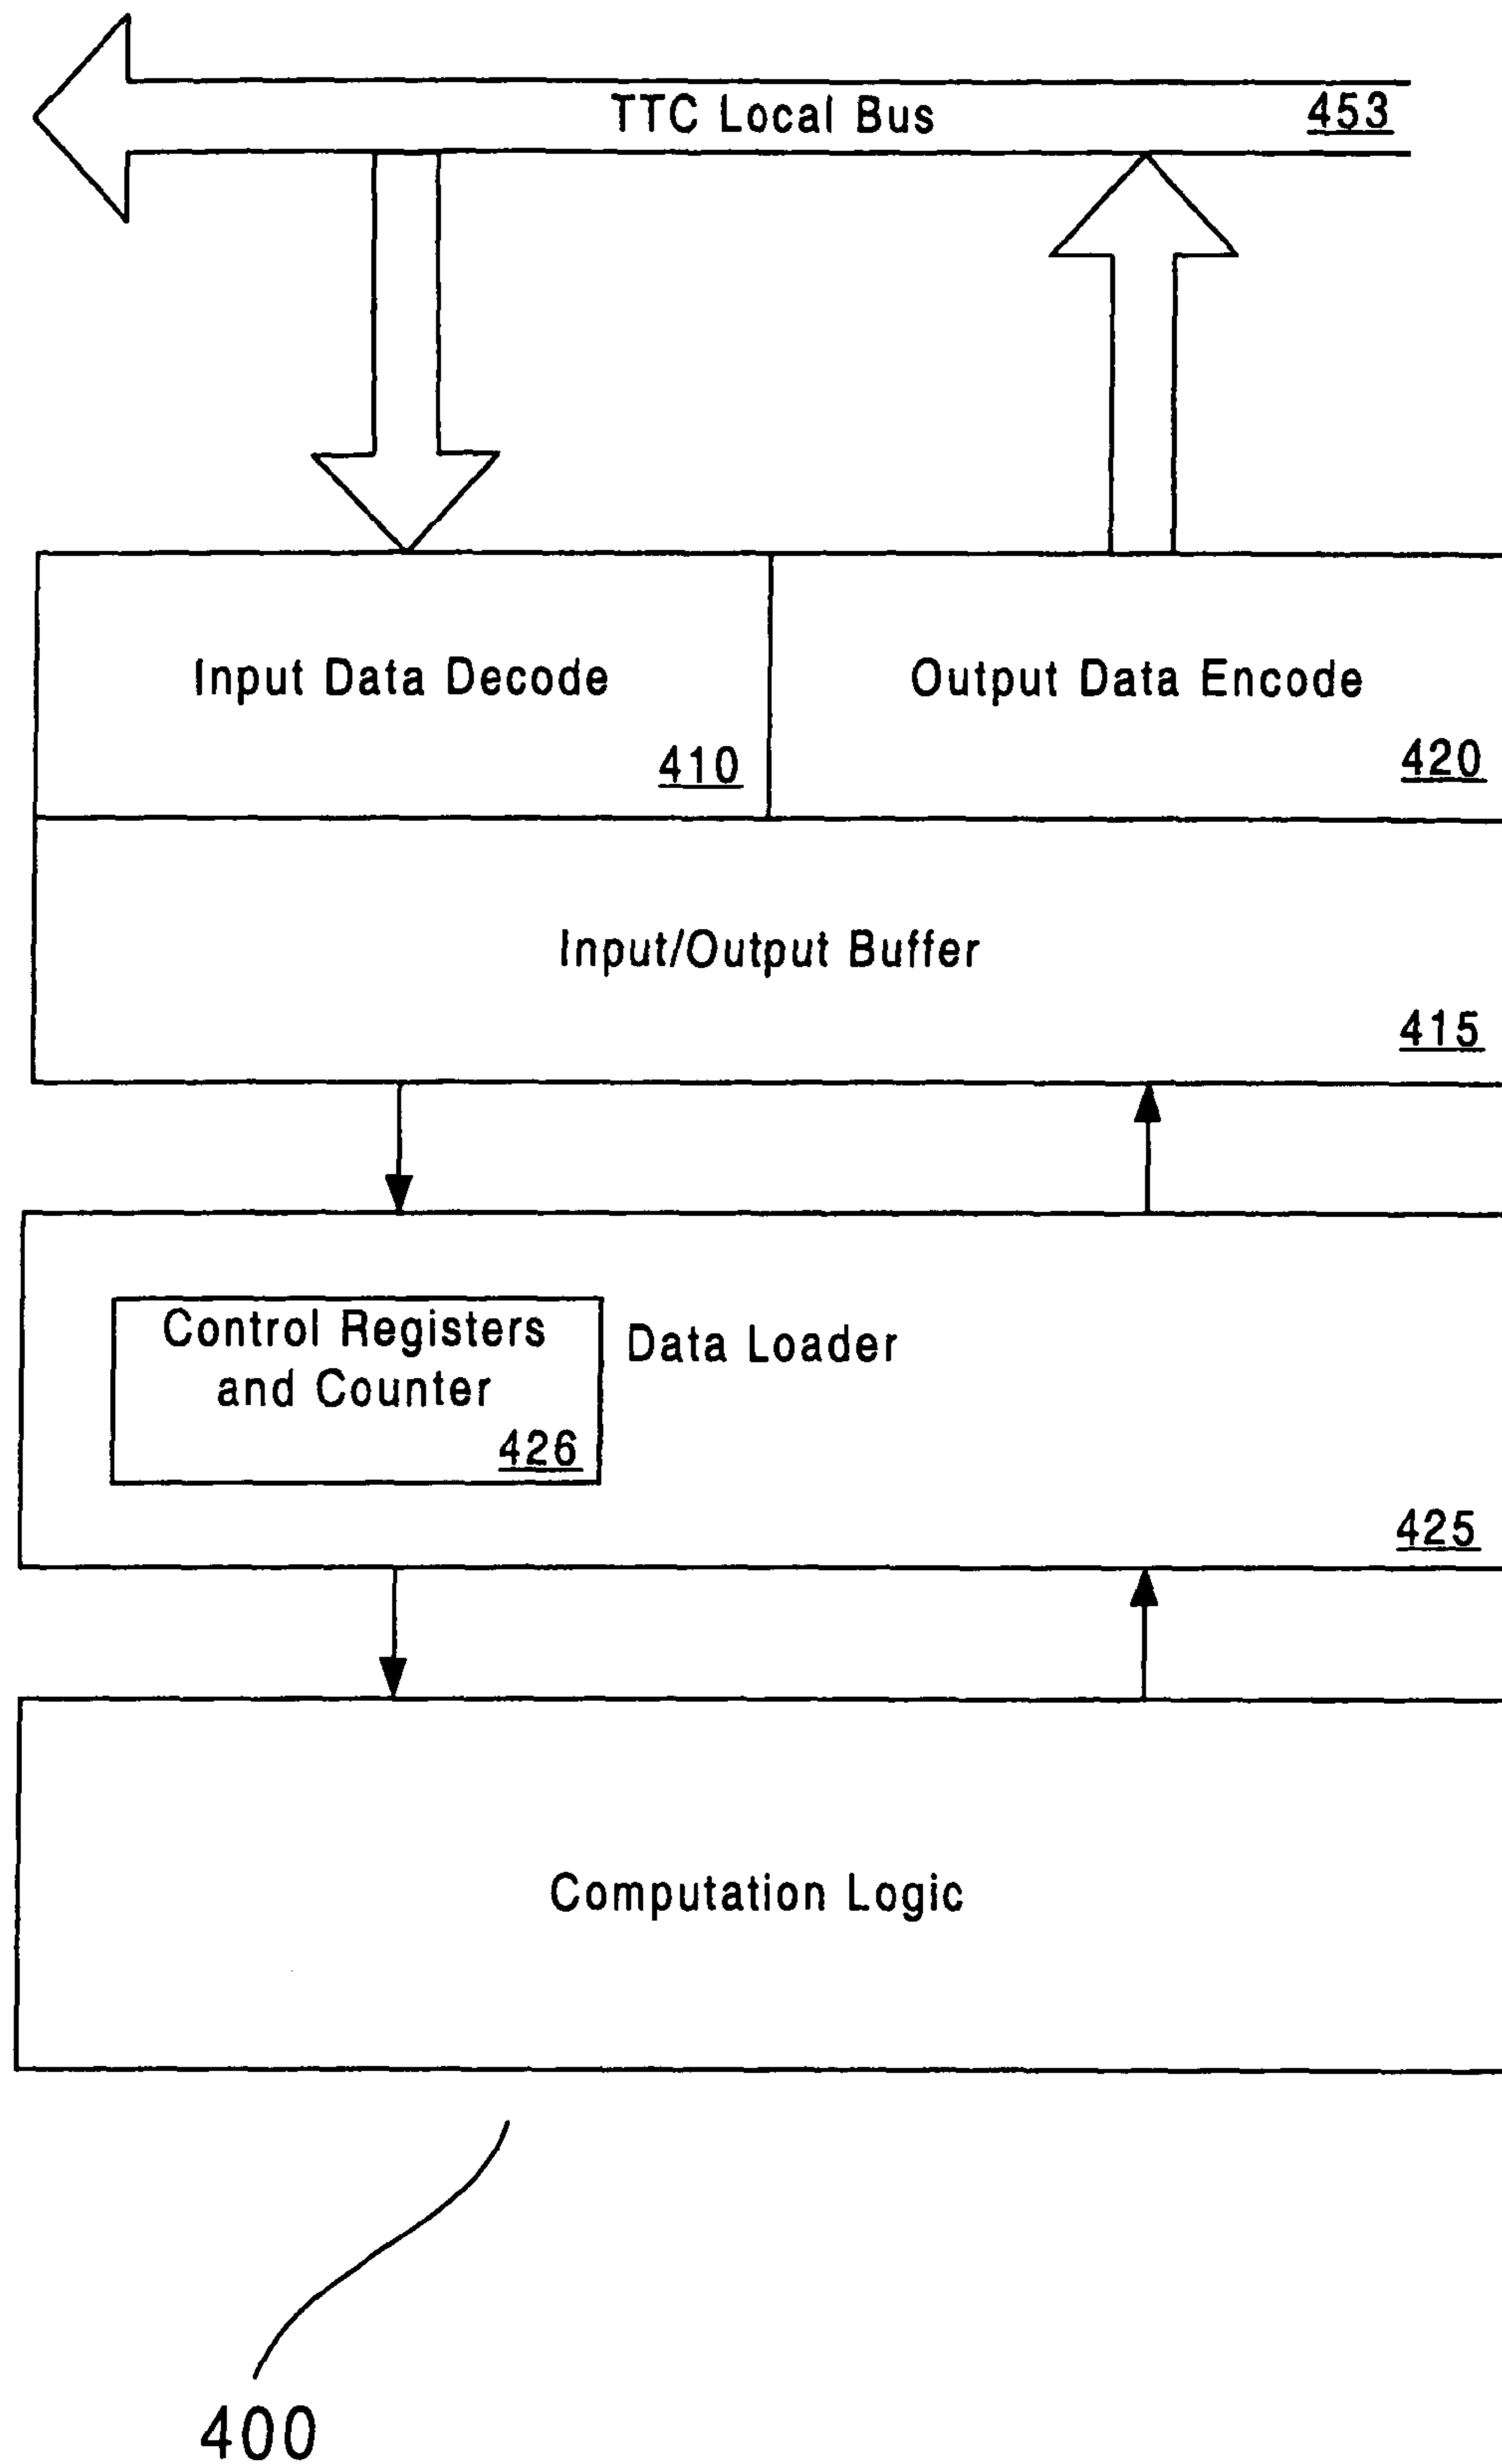 TTC Local Bus 453
Input Data Decode
410
Output Data Encode
420
Input/Output Buffer
415
Control Registers
and Counter
426
Data Loader
425
Computation Logic
400